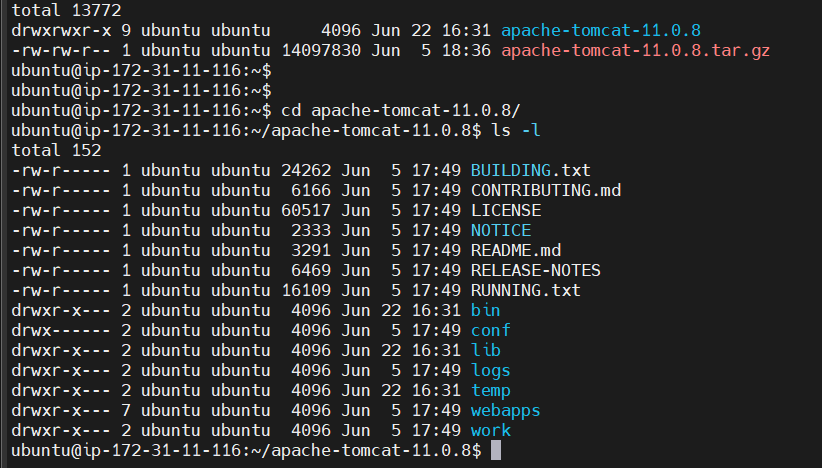 total 13772
drwxrwxr-x 9 ubuntu ubuntu     4096 Jun 22 16:31 apache-tomcat-11.0.8
-rw-rw-r-- 1 ubuntu ubuntu 14097830 Jun  5 18:36 apache-tomcat-11.0.8.tar.gz
ubuntu@ip-172-31-11-116:~$
ubuntu@ip-172-31-11-116:~$
ubuntu@ip-172-31-11-116:~$ cd apache-tomcat-11.0.8/
ubuntu@ip-172-31-11-116:~/apache-tomcat-11.0.8$ ls -l
total 152
-rw-r----- 1 ubuntu ubuntu 24262 Jun  5 17:49 BUILDING.txt
-rw-r----- 1 ubuntu ubuntu  6166 Jun  5 17:49 CONTRIBUTING.md
-rw-r----- 1 ubuntu ubuntu 60517 Jun  5 17:49 LICENSE
-rw-r----- 1 ubuntu ubuntu  2333 Jun  5 17:49 NOTICE
-rw-r----- 1 ubuntu ubuntu  3291 Jun  5 17:49 README.md
-rw-r----- 1 ubuntu ubuntu  6469 Jun  5 17:49 RELEASE-NOTES
-rw-r----- 1 ubuntu ubuntu 16109 Jun  5 17:49 RUNNING.txt
drwxr-x--- 2 ubuntu ubuntu  4096 Jun 22 16:31 bin
drwx------ 2 ubuntu ubuntu  4096 Jun  5 17:49 conf
drwxr-x--- 2 ubuntu ubuntu  4096 Jun 22 16:31 lib
drwxr-x--- 2 ubuntu ubuntu  4096 Jun  5 17:49 logs
drwxr-x--- 2 ubuntu ubuntu  4096 Jun 22 16:31 temp
drwxr-x--- 7 ubuntu ubuntu  4096 Jun  5 17:49 webapps
drwxr-x--- 2 ubuntu ubuntu  4096 Jun  5 17:49 work
ubuntu@ip-172-31-11-116:~/apache-tomcat-11.0.8$